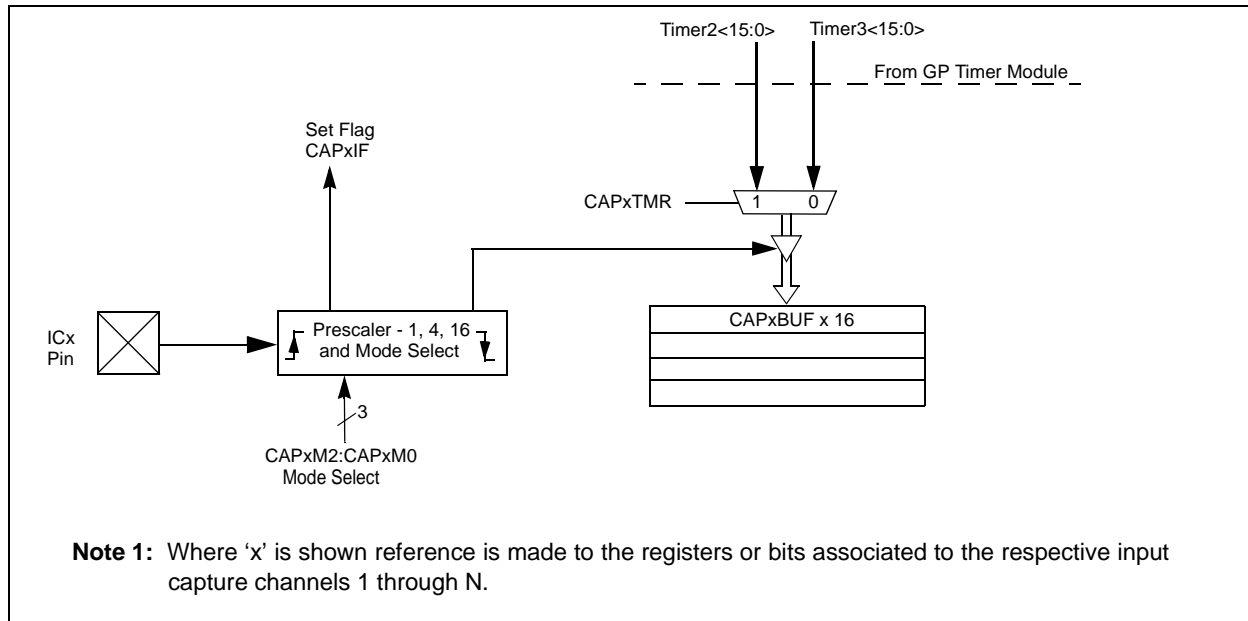 Timer2<15:0>
Timer3<15:0>
From GP Timer Module
Set Flag
CAPxIF
CAPxTMR
1
0
ICx
Pin
Prescaler - 1, 4, 16
and Mode Select
CAPxBUF x 16
3
CAPxM2:CAPxM0
Mode Select
Note 1: Where ‘x’ is shown reference is made to the registers or bits associated to the respective input
capture channels 1 through N.